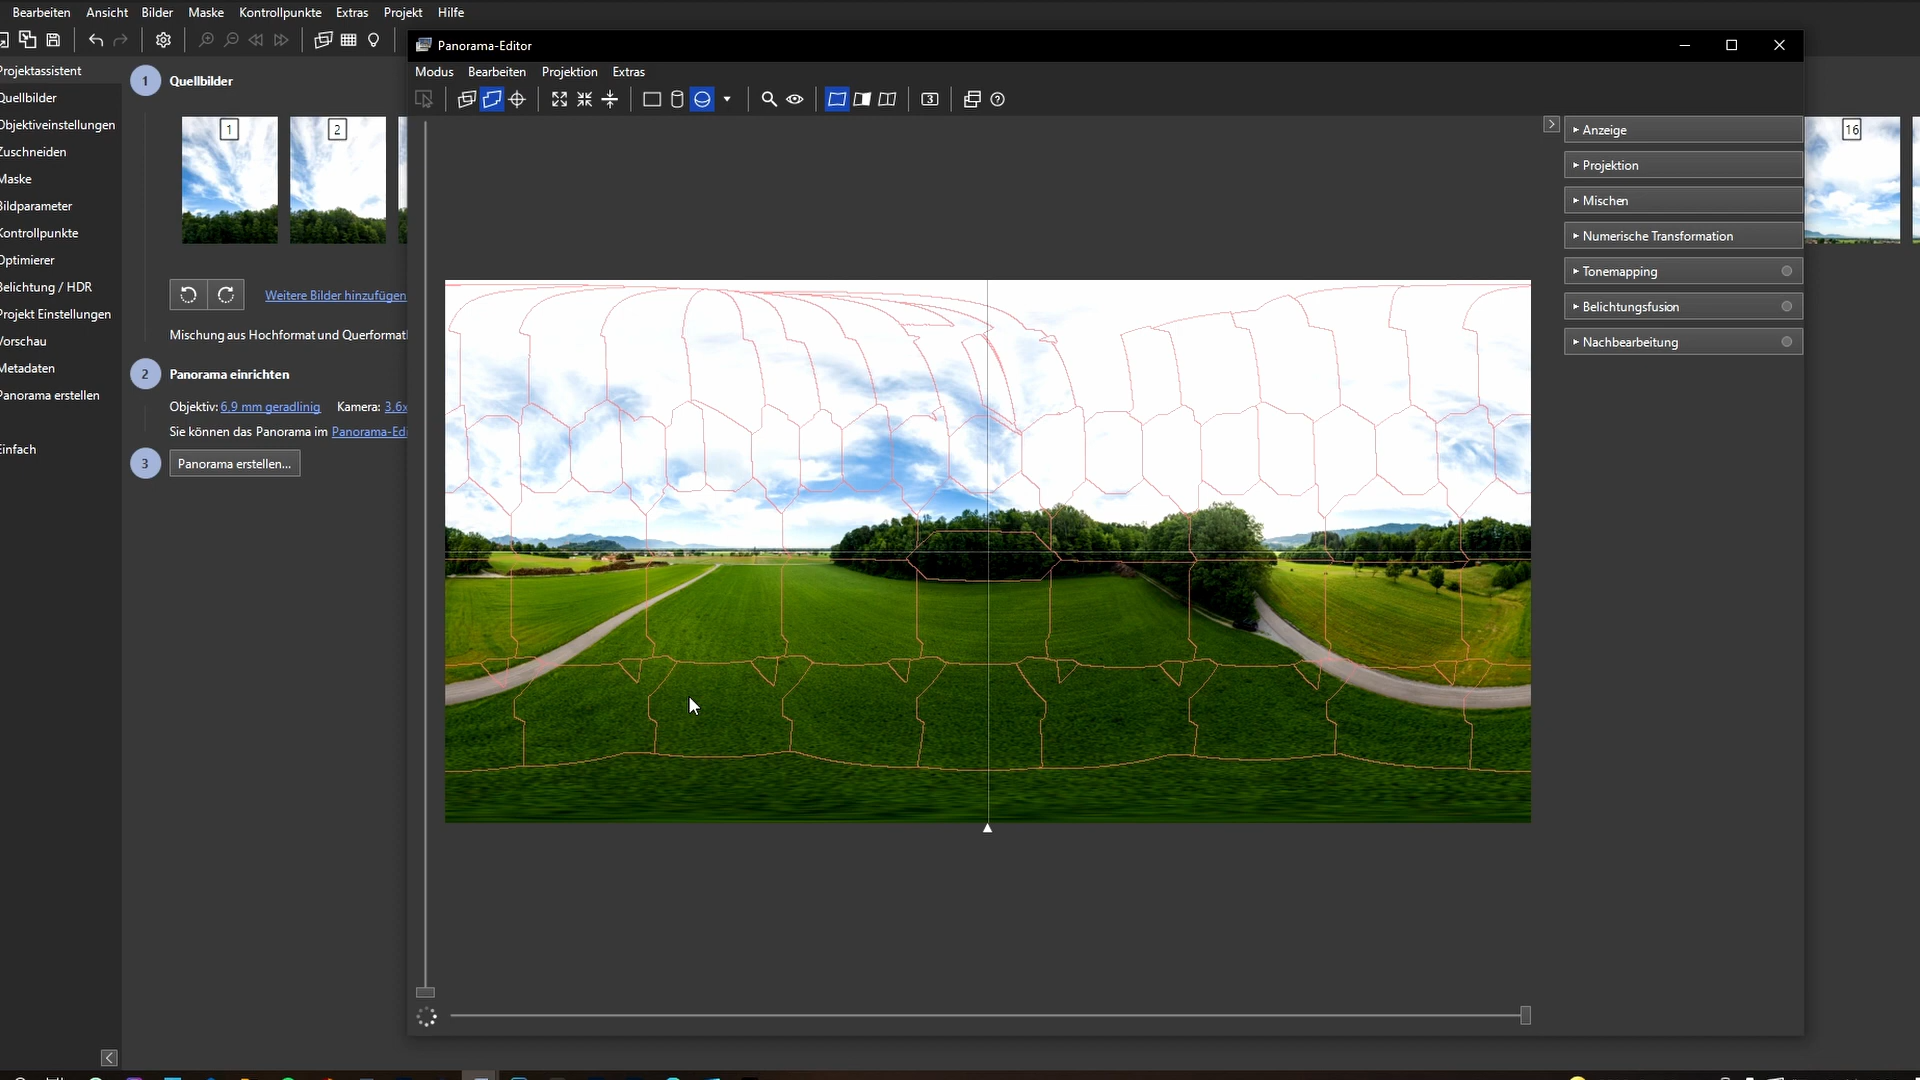 Bearbeiten Ansicht Bilder Maske Kontrollpunkte Extras Projekt Hilfe
Panorama-Editor
Modus Bearbeiten Projektion Extras
3
Projektassistent
Quellbilder
Objektiveinstellungen
Zuschneiden
Maske
Bildparameter
Kontrollpunkte
Optimierer
Belichtung / HDR
Projekt Einstellungen
Vorschau
Metadaten
Panorama erstellen
Einfach
1 Quellbilder
1 2
Weitere Bilder hinzufügen
Mischung aus Hochformat und Querformat
2 Panorama einrichten
Objektiv: 6.9 mm geradlinig Kamera: 3.6x
Sie können das Panorama im Panorama-Edi
3 Panorama erstellen...
Anzeige
Projektion
Mischen
Numerische Transformation
Tonemapping
Belichtungsfusion
Nachbearbeitung
16